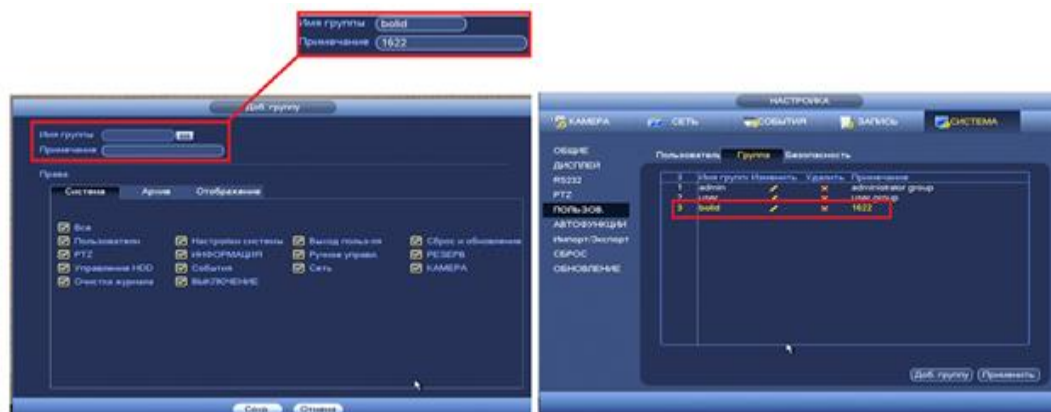 Имя группы bolid
Примечание 1622
Доб. группу
Имя группы
Примечание
Права
Система Архив Отображение
Все
Пользователи Настройки системы Выход польз-ля Сброс и обновление
PTZ ИНФОРМАЦИЯ Ручное управл. РЕЗЕРВ
Управление HDD События Сеть КАМЕРА
Очистка журнала ВЫКЛЮЧЕНИЕ
Сохр. Отмена
НАСТРОЙКА
КАМЕРА СЕТЬ СОБЫТИЯ ЗАПИСЬ СИСТЕМА
ОБЩИЕ
ДИСПЛЕЙ
RS232
PTZ
ПОЛЬЗОВ.
АВТОФУНКЦИИ
Импорт/Экспорт
СБРОС
ОБНОВЛЕНИЕ
Пользователь Группа Безопасность
3 Имя групп Изменить Удалить Примечание
1 admin administrator group
2 user user group
3 bolid 1622
Доб. группу Применить